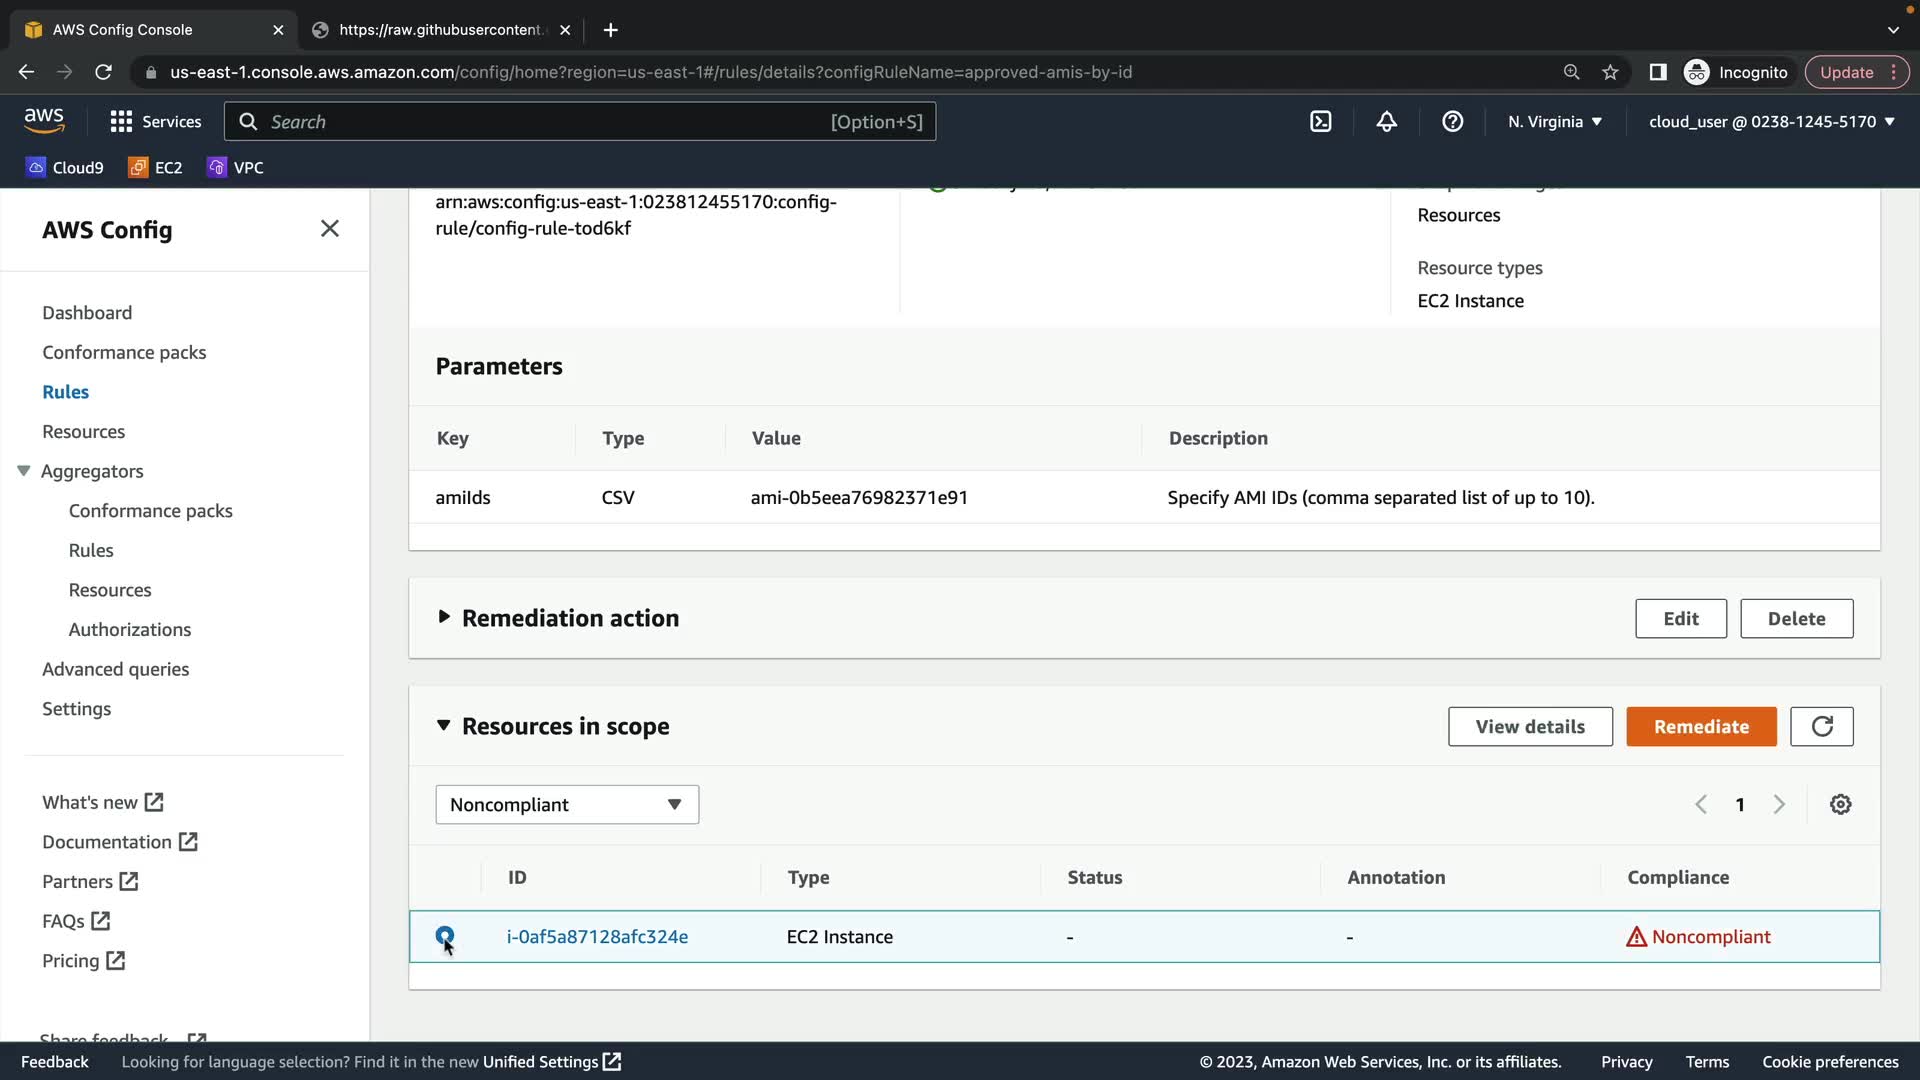 AWS Config Console
https://raw.githubusercontent.
us-east-1.console.aws.amazon.com/config/home?region=us-east-1#/rules/details?configRuleName=approved-amis-by-id
Incognito
Update
aws
Services
Search
[Option+S]
N. Virginia
cloud_user @ 0238-1245-5170
Cloud9
EC2
VPC
AWS Config
Dashboard
Conformance packs
Rules
Resources
Aggregators
Conformance packs
Rules
Resources
Authorizations
Advanced queries
Settings
What's new
Documentation
Partners
FAQs
Pricing
Share feedback
arn:aws:config:us-east-1:023812455170:config-
rule/config-rule-tod6kf
Resources
Resource types
EC2 Instance
Parameters
Key Type Value Description
amiIds CSV ami-0b5eea76982371e91 Specify AMI IDs (comma separated list of up to 10).
Remediation action
Edit
Delete
Resources in scope
View details
Remediate
Noncompliant
1
ID Type Status Annotation Compliance
i-0af5a87128afc324e EC2 Instance - - Noncompliant
Feedback
Looking for language selection? Find it in the new Unified Settings
© 2023, Amazon Web Services, Inc. or its affiliates.
Privacy
Terms
Cookie preferences